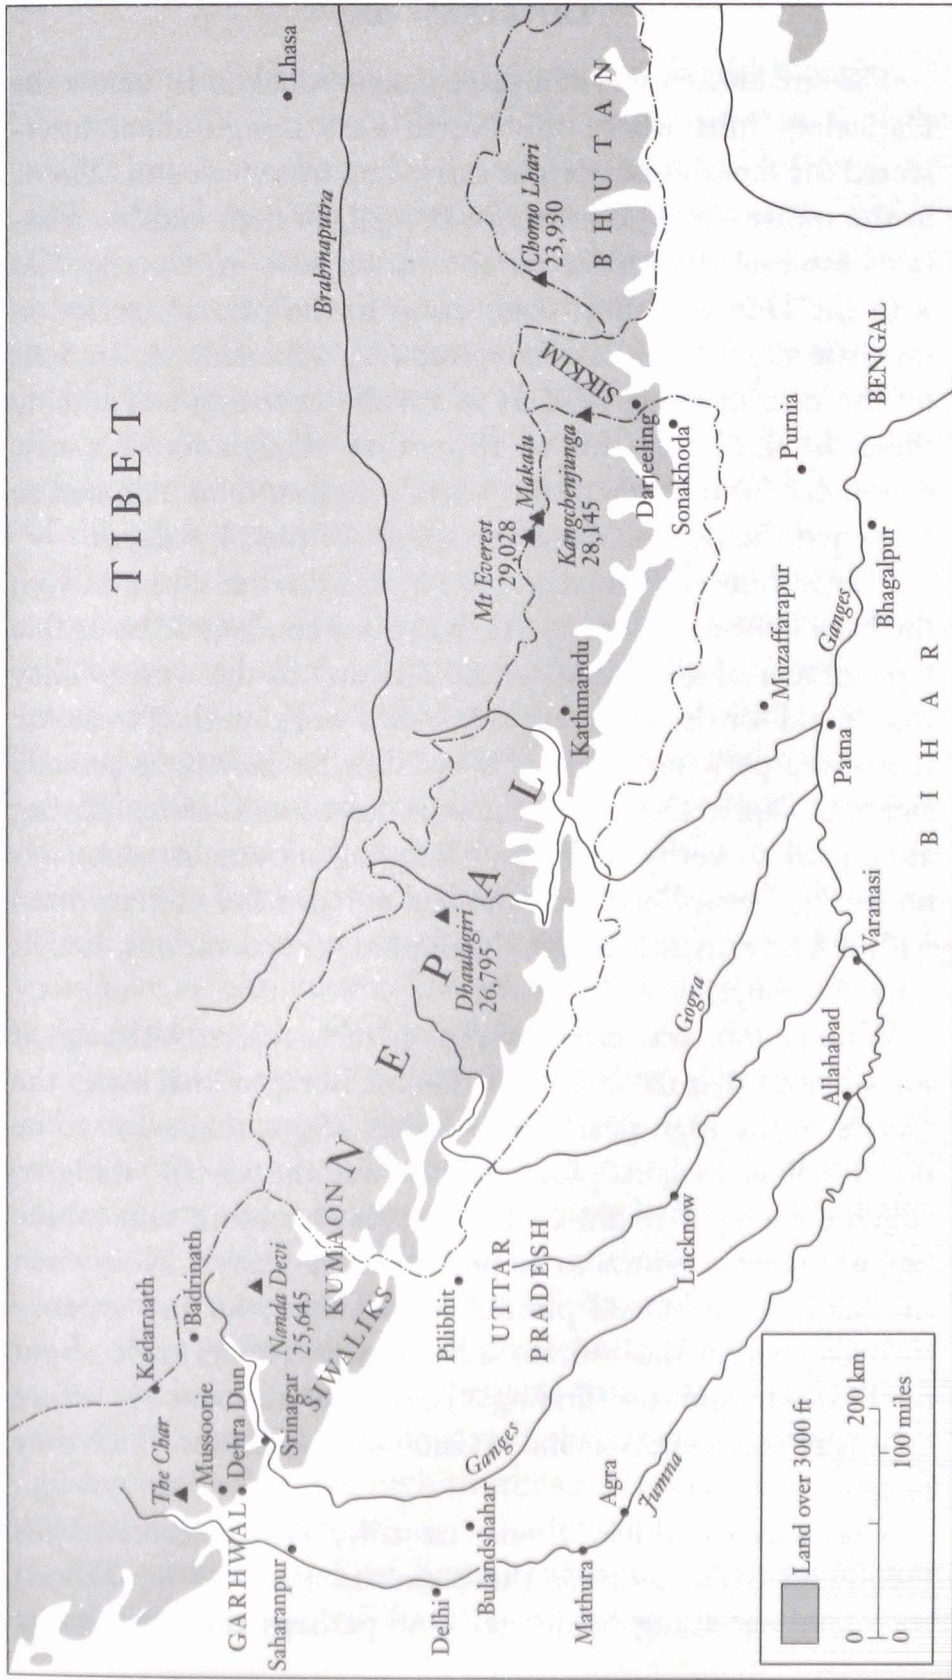 TIBET
Lhasa
Brahmaputra
Kedarnath
Badrinath
The Chur
Mussoorie
Dehra Dun
GARHWAL
Srinagar
Nanda Devi
25,645
KUMAON
SIWALIKS
Saharanpur
Delhi
Bulandshahar
Pilibhit
UTTAR
PRADESH
Ganges
Agra
Mathura
Jumna
Lucknow
Gogra
Allahabad
Varanasi
NEPAL
Dhaulagiri
26,795
Kathmandu
Mt Everest
29,028
Makalu
Kangchenjunga
28,145
SIKKIM
Chomo Lhari
23,930
BHUTAN
Darjeeling
Sonakhoda
Purnia
BENGAL
Muzaffarapur
Patna
Ganges
Bhagalpur
BIHAR
Land over 3000 ft
0 200 km
0 100 miles